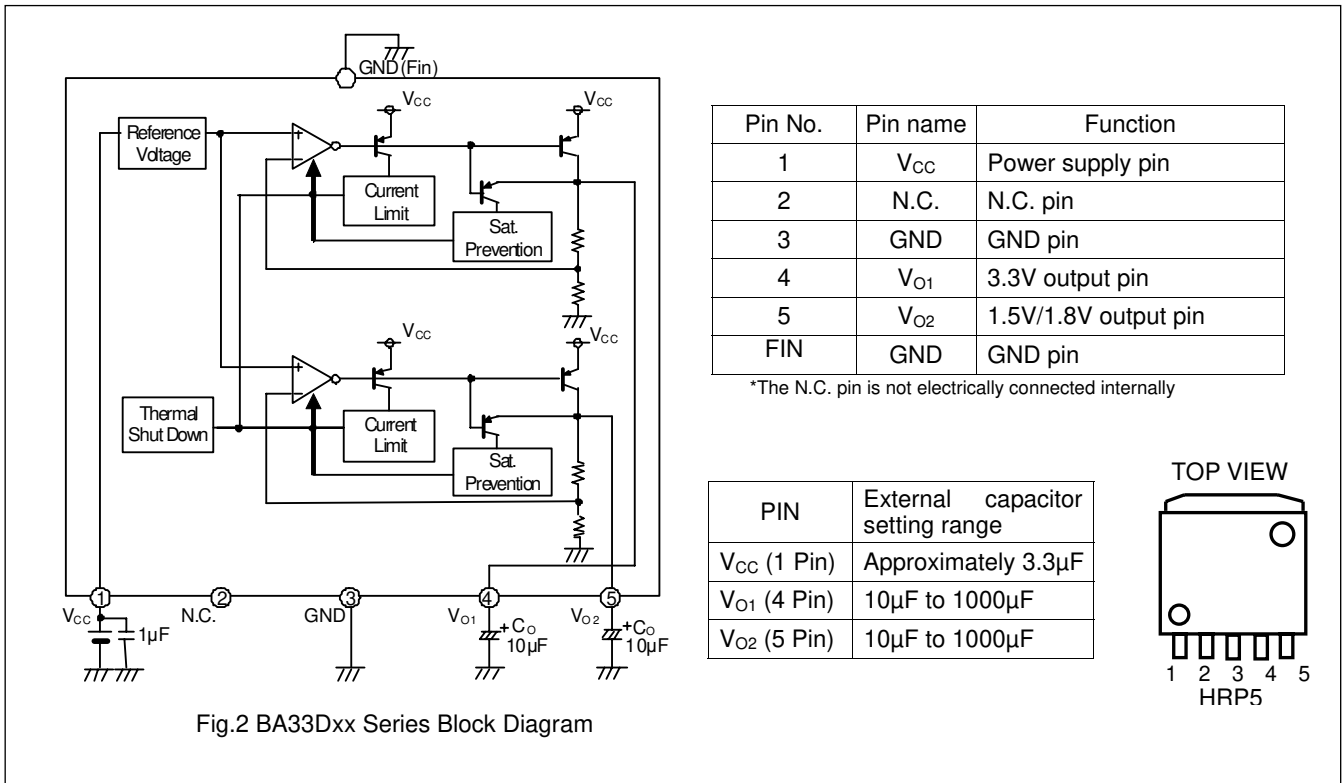 GND (Fin)
VCC
VCC
Reference
Voltage
+
−
Current
Limit
Sat.
Prevention
VCC
VCC
+
−
Thermal
Shut Down
Current
Limit
Sat.
Prevention
1
2
3
4
5
VCC
N.C.
GND
VO1
VO2
1µF
+CO
10µF
+CO
10µF
Fig.2 BA33Dxx Series Block Diagram
Pin No. Pin name Function
1 VCC Power supply pin
2 N.C. N.C. pin
3 GND GND pin
4 VO1 3.3V output pin
5 VO2 1.5V/1.8V output pin
FIN GND GND pin
*The N.C. pin is not electrically connected internally
PIN External capacitor
setting range
VCC (1 Pin) Approximately 3.3µF
VO1 (4 Pin) 10µF to 1000µF
VO2 (5 Pin) 10µF to 1000µF
TOP VIEW
1 2 3 4 5
HRP5